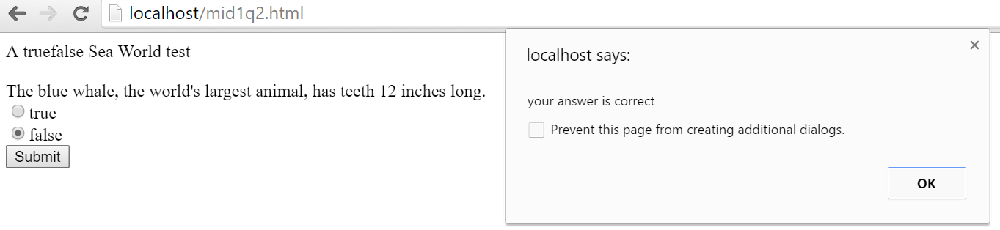 localhost/mid1q2.html
A truefalse Sea World test
The blue whale, the world's largest animal, has teeth 12 inches long.
true
false
Submit
localhost says:
your answer is correct
Prevent this page from creating additional dialogs.
OK